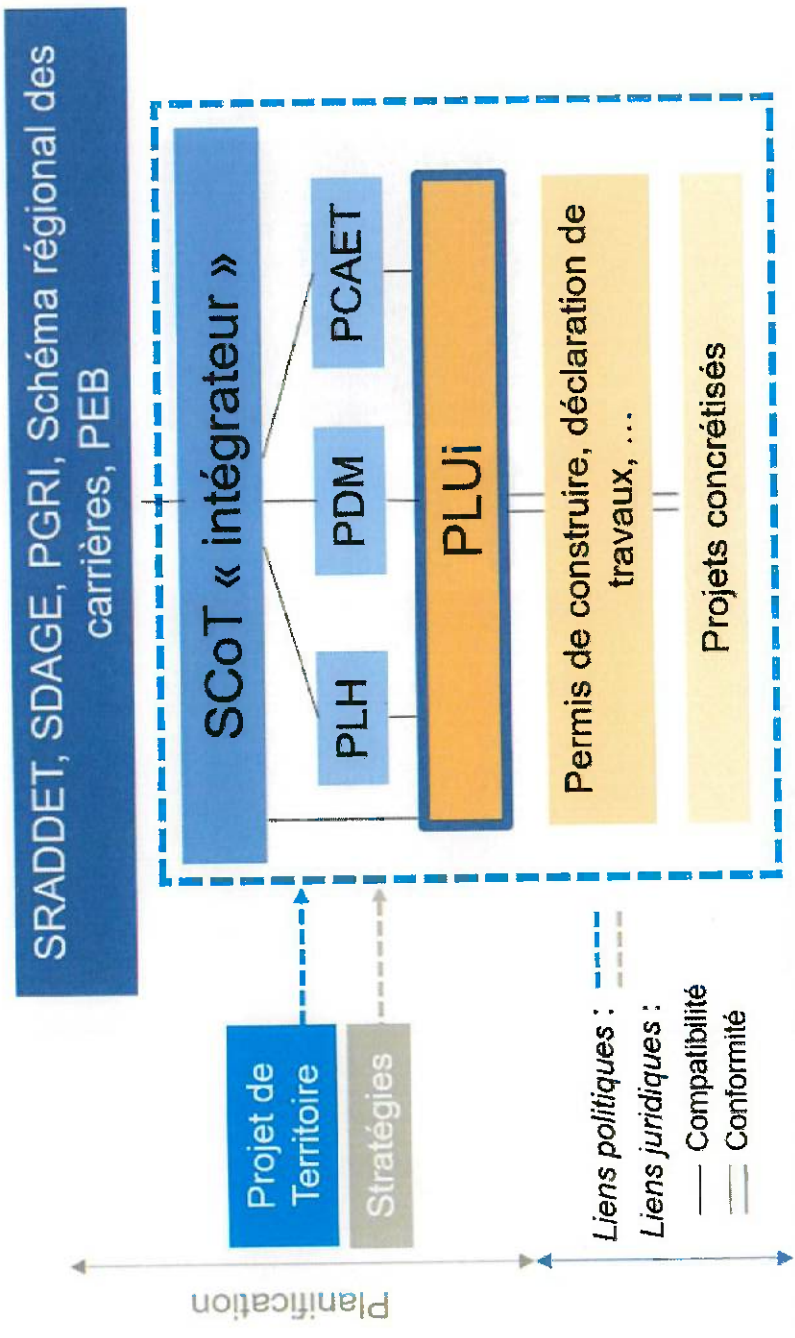 SRADDET, SDAGE, PGRI, Schéma régional des
carrières, PEB
SCoT « intégrateur »
PLH
PDM
PCAET
PLUi
Permis de construire, déclaration de
travaux, …
Projets concrétisés
Projet de
Territoire
Stratégies
Planification
Liens politiques :
Liens juridiques :
Compatibilité
Conformité